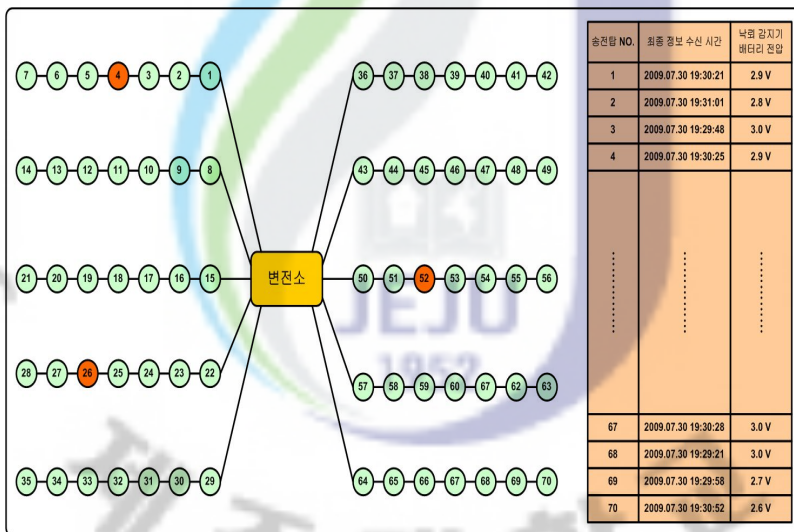 7 6 5 4 3 2 1
36 37 38 39 40 41 42
14 13 12 11 10 9 8
43 44 45 46 47 48 49
21 20 19 18 17 16 15
변전소
50 51 52 53 54 55 56
28 27 26 25 24 23 22
57 58 59 60 67 62 63
35 34 33 32 31 30 29
64 65 66 67 68 69 70
송전탑 NO. 최종 정보 수신 시간 낙뢰 감지기
배터리 전압
1 2009.07.30 19:30:21 2.9 V
2 2009.07.30 19:31:01 2.8 V
3 2009.07.30 19:29:48 3.0 V
4 2009.07.30 19:30:25 2.9 V
67 2009.07.30 19:30:28 3.0 V
68 2009.07.30 19:29:21 3.0 V
69 2009.07.30 19:29:58 2.7 V
70 2009.07.30 19:30:52 2.6 V
JEJU
1952